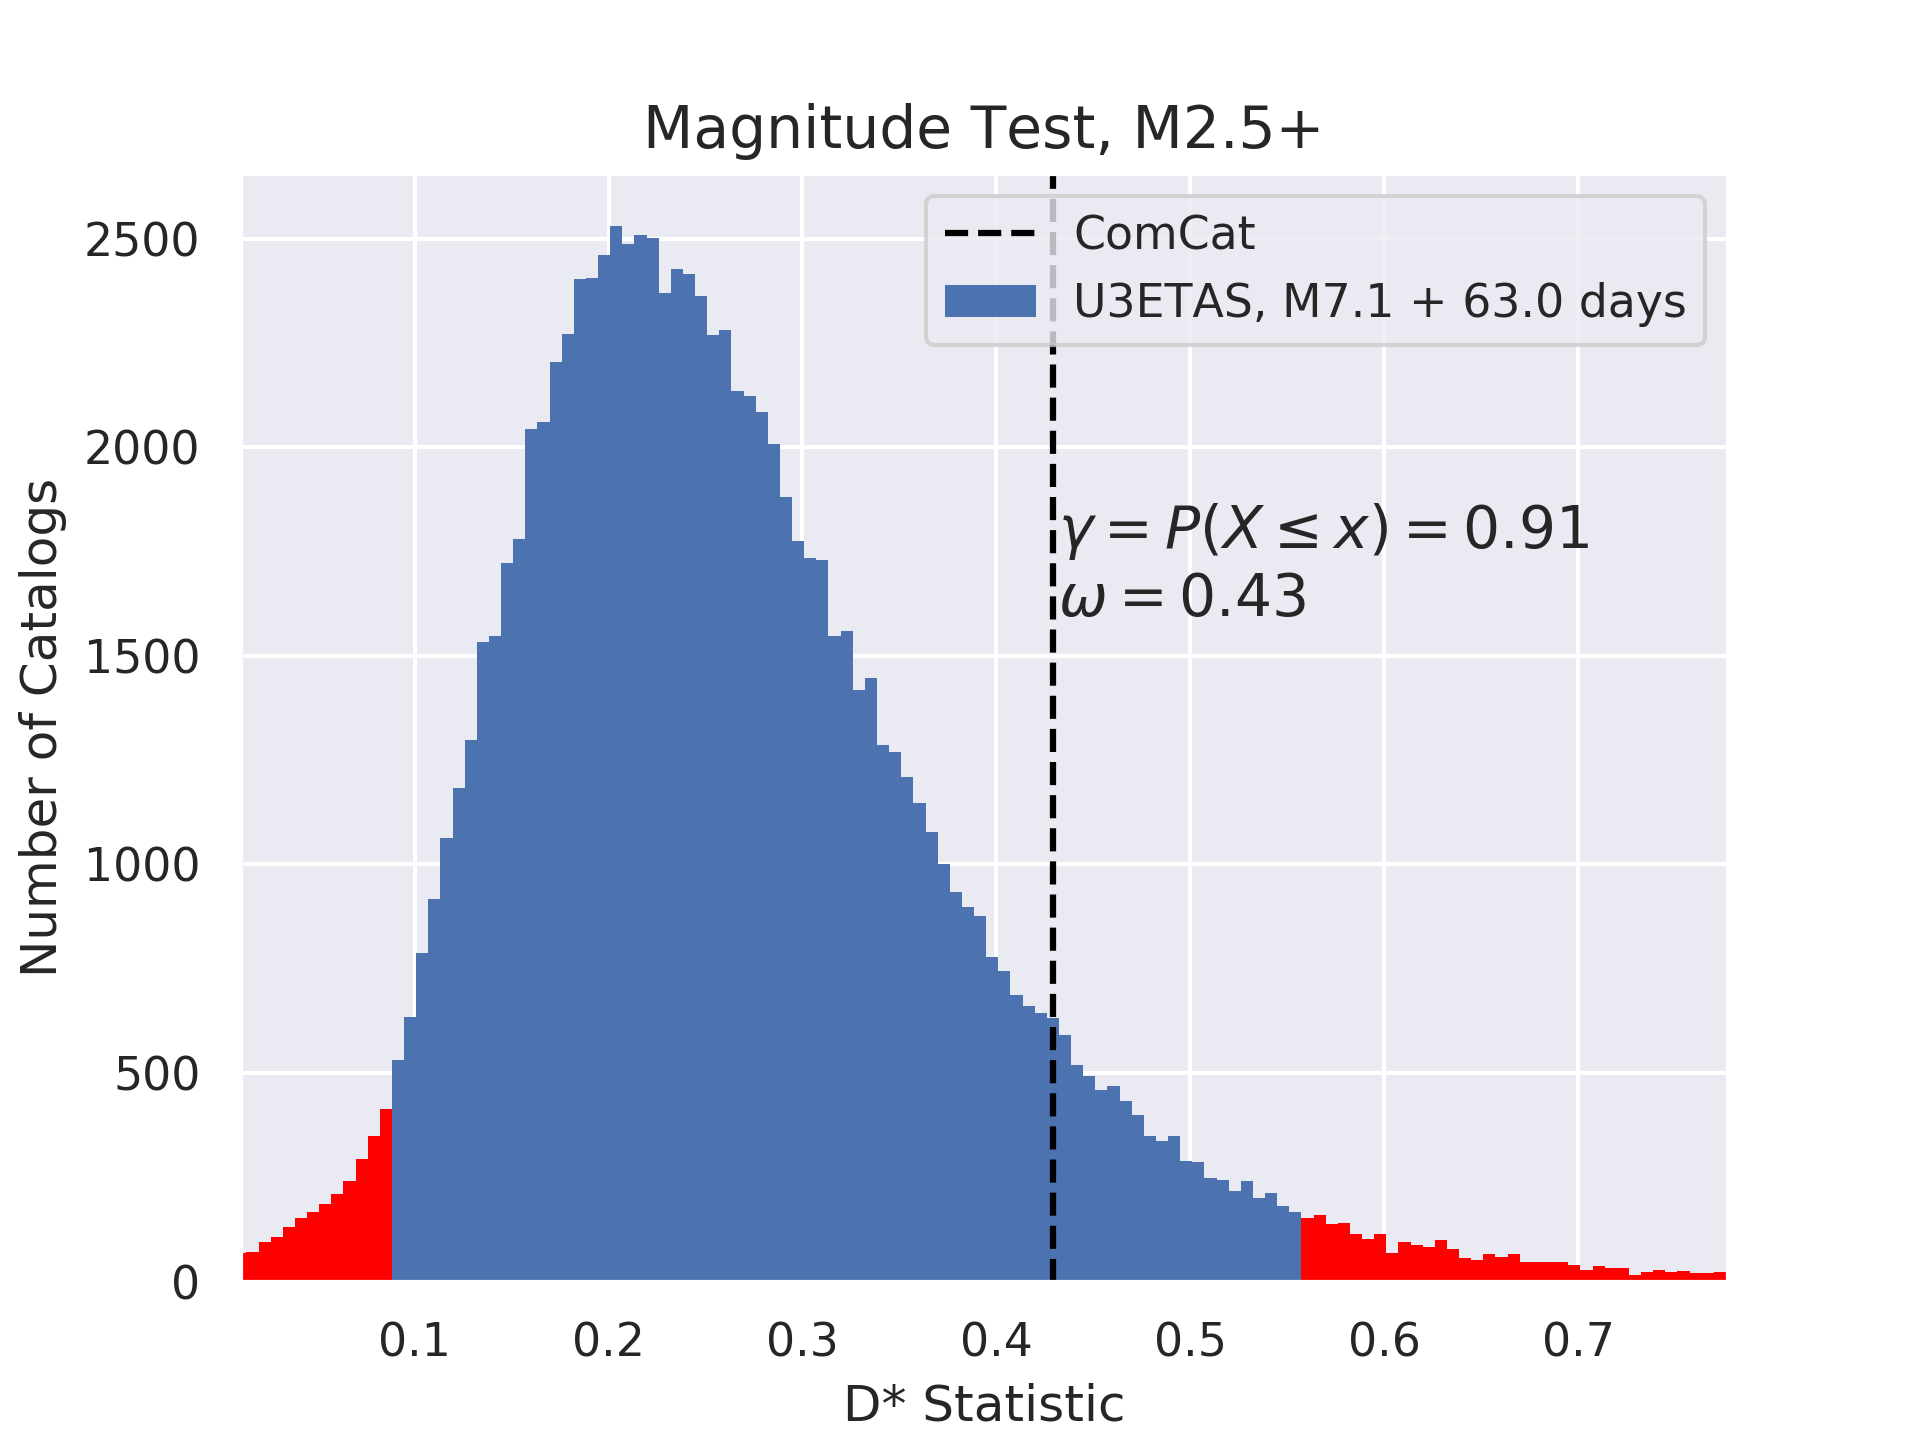 Magnitude Test, M2.5+
ComCat
U3ETAS, M7.1 + 63.0 days
γ = P(X ≤ x) = 0.91
ω = 0.43
2500
2000
1500
1000
500
0
Number of Catalogs
0.1 0.2 0.3 0.4 0.5 0.6 0.7
D* Statistic